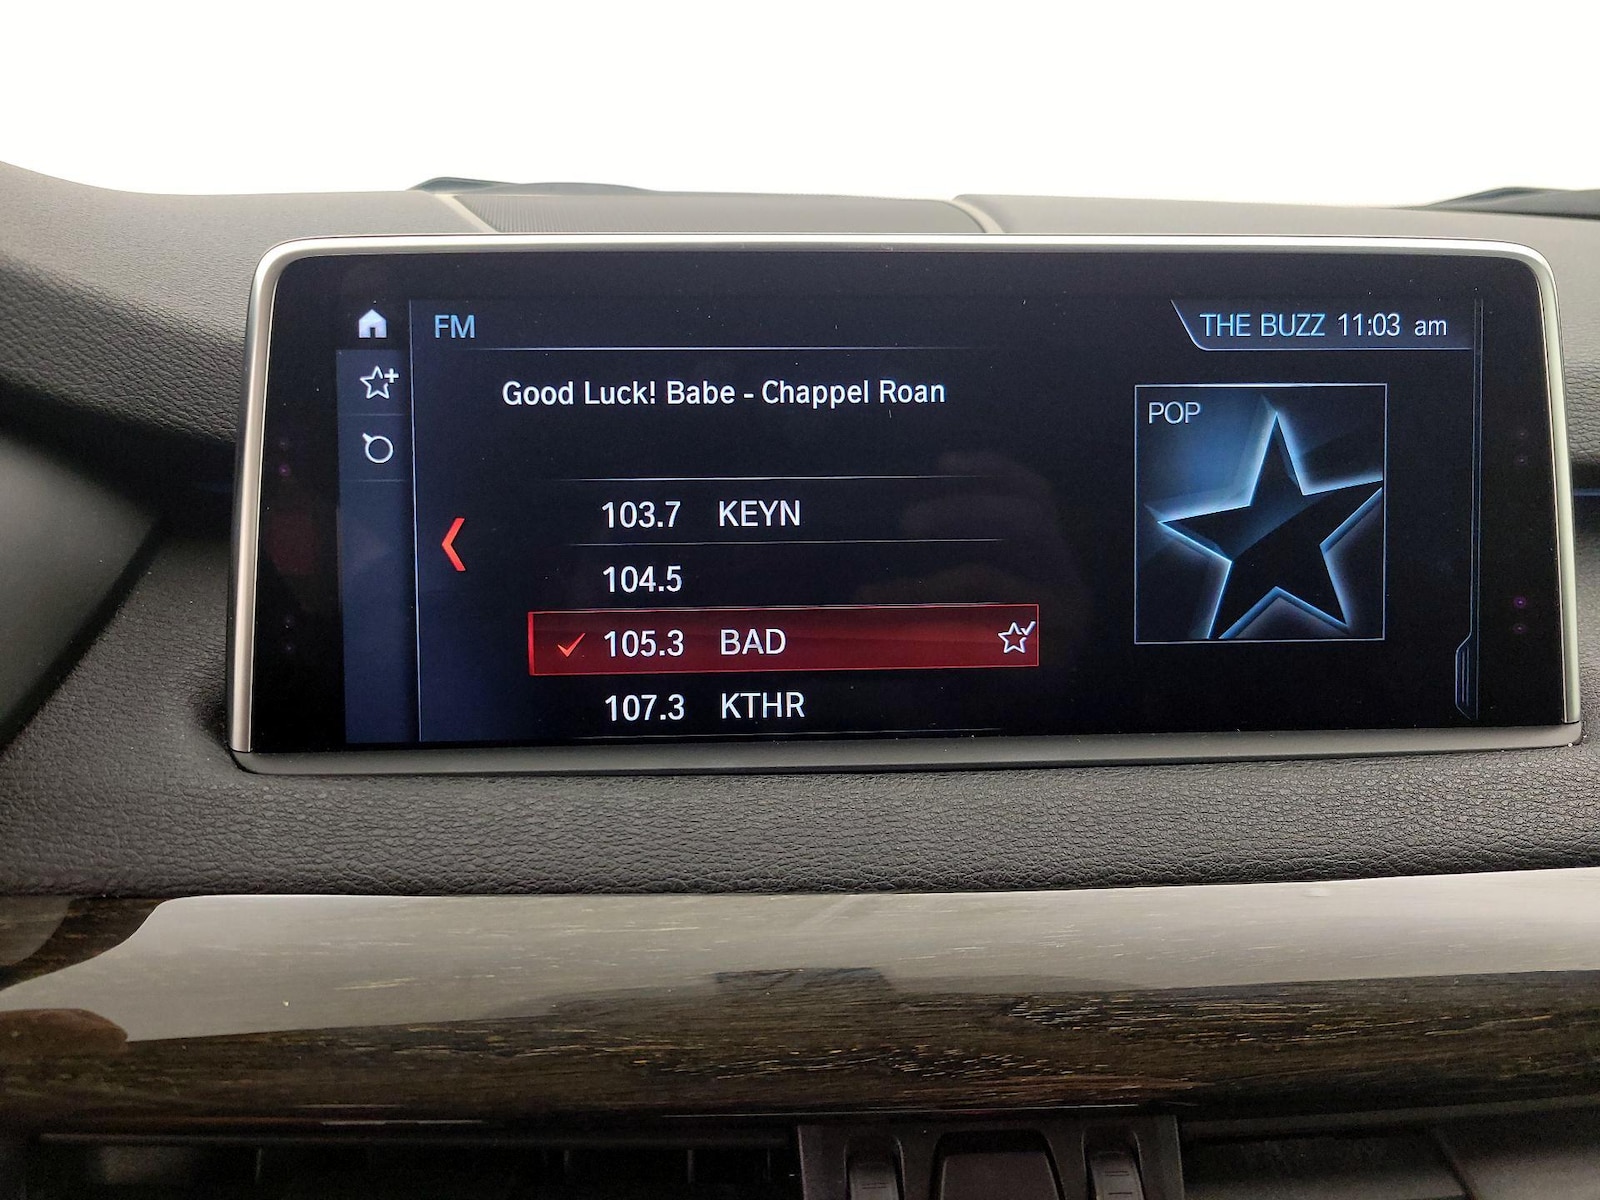 FM
THE BUZZ 11:03 am
Good Luck! Babe - Chappel Roan
POP
103.7 KEYN
104.5
105.3 BAD
107.3 KTHR